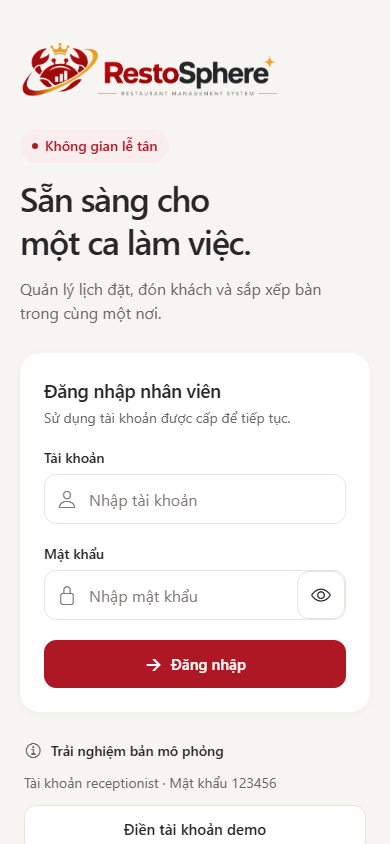 RestoSphere
RESTAURANT MANAGEMENT SYSTEM
Không gian lễ tân
Sẵn sàng cho
một ca làm việc.
Quản lý lịch đặt, đón khách và sắp xếp bàn
trong cùng một nơi.
Đăng nhập nhân viên
Sử dụng tài khoản được cấp để tiếp tục.
Tài khoản
Nhập tài khoản
Mật khẩu
Nhập mật khẩu
Đăng nhập
Trải nghiệm bản mô phỏng
Tài khoản receptionist · Mật khẩu 123456
Điền tài khoản demo